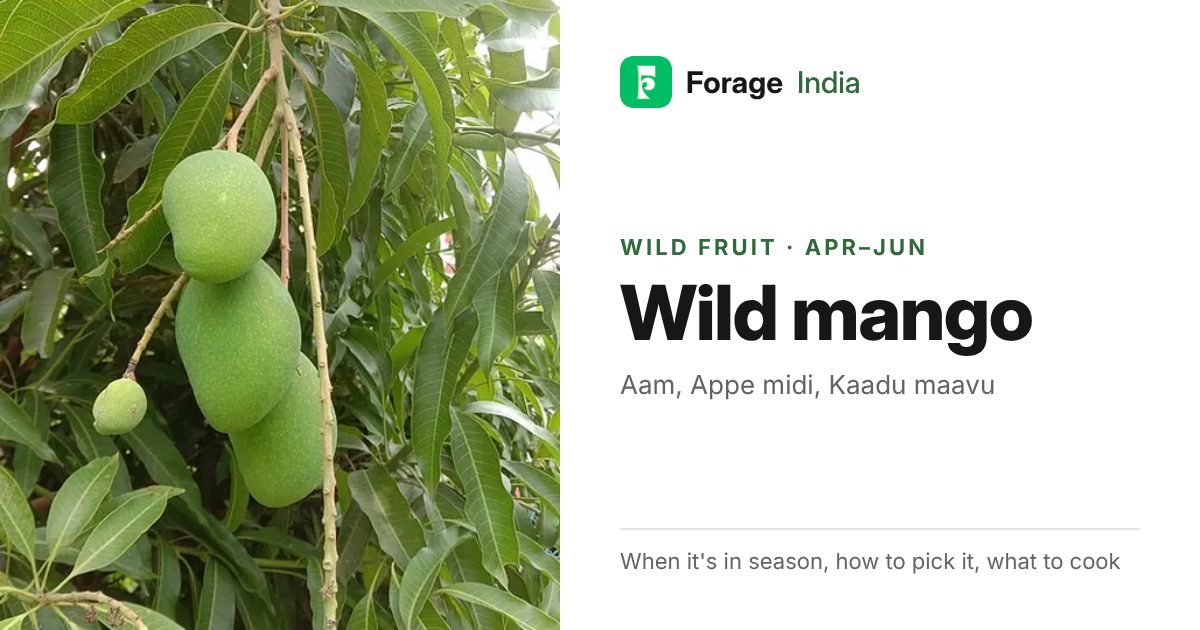 Forage India
WILD FRUIT · APR–JUN
Wild mango
Aam, Appe midi, Kaadu maavu
When it's in season, how to pick it, what to cook